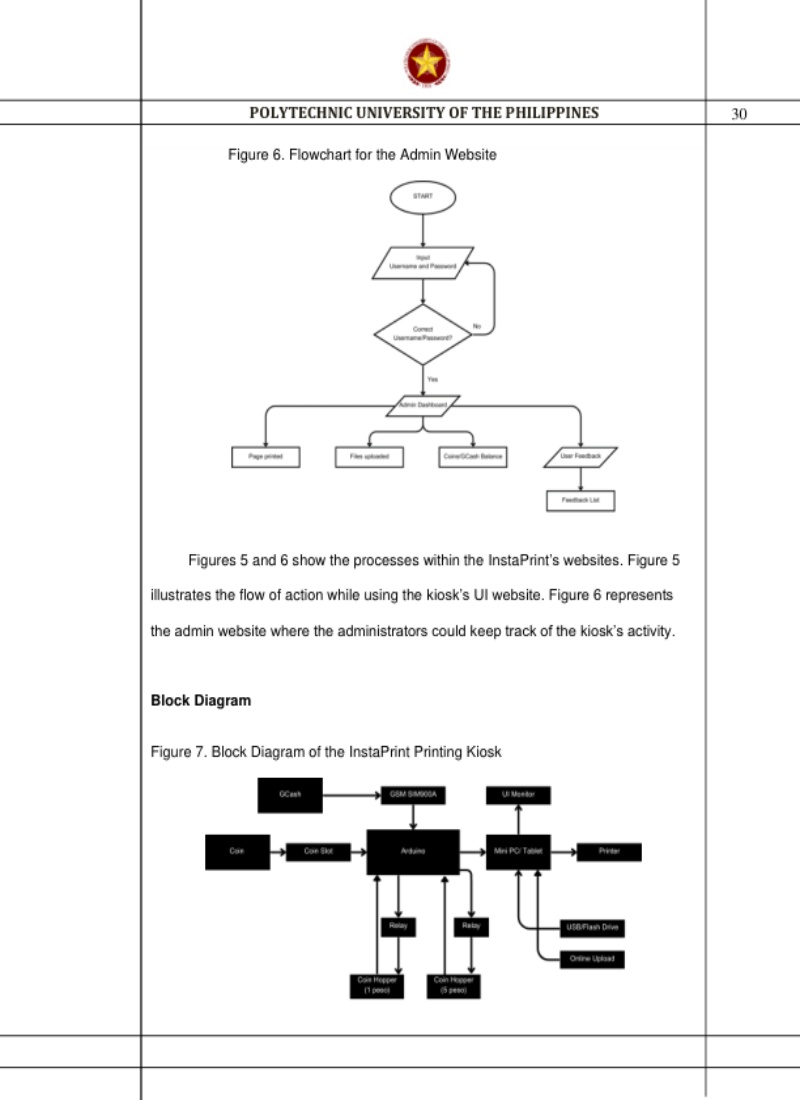 POLYTECHNIC UNIVERSITY OF THE PHILIPPINES
30
Figure 6. Flowchart for the Admin Website
START
Input
Username and Password
Correct
Username/Password?
No
Yes
Admin Dashboard
Page printed
Files uploaded
Coins/GCash Balance
User Feedback
Feedback List
Figures 5 and 6 show the processes within the InstaPrint's websites. Figure 5
illustrates the flow of action while using the kiosk's UI website. Figure 6 represents
the admin website where the administrators could keep track of the kiosk's activity.
Block Diagram
Figure 7. Block Diagram of the InstaPrint Printing Kiosk
GCash
GSM SIM900A
UI Monitor
Coin
Coin Slot
Arduino
Mini PC/ Tablet
Printer
Relay
Relay
USB/Flash Drive
Online Upload
Coin Hopper
(1 peso)
Coin Hopper
(5 peso)